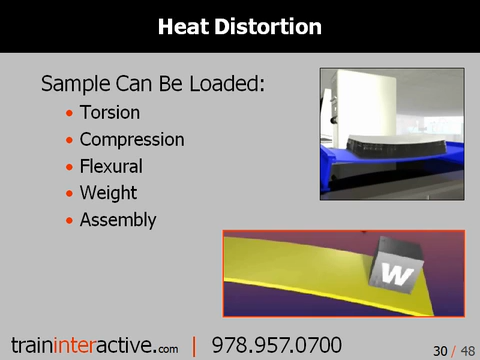 Heat Distortion
Sample Can Be Loaded:
• Torsion
• Compression
• Flexural
• Weight
• Assembly
W
traininteractive.com | 978.957.0700
30 / 48